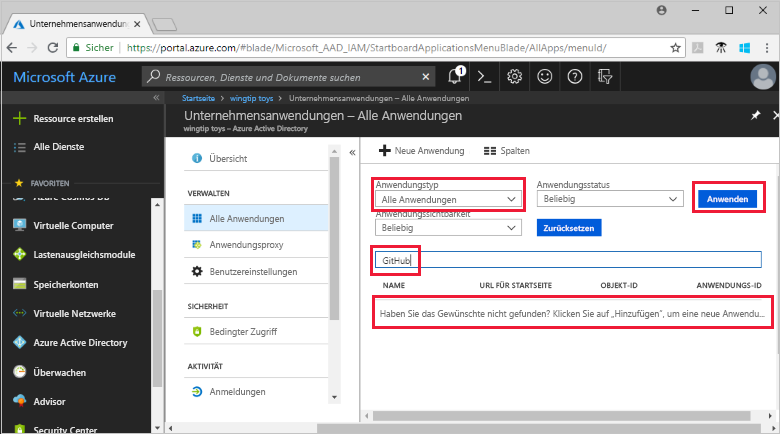 Unternehmensanwendung
Sicher
https://portal.azure.com/#blade/Microsoft_AAD_IAM/StartboardApplicationsMenuBlade/AllApps/menuId/
Microsoft Azure
Ressourcen, Dienste und Dokumente suchen
1
Startseite > wingtip toys > Unternehmensanwendungen – Alle Anwendungen
Unternehmensanwendungen – Alle Anwendungen
wingtip toys – Azure Active Directory
Ressource erstellen
Alle Dienste
FAVORITEN
Azure Cosmos DB
Virtuelle Computer
Lastenausgleichsmodule
Speicherkonten
Virtuelle Netzwerke
Azure Active Directory
Überwachen
Advisor
Security Center
Übersicht
VERWALTEN
Alle Anwendungen
Anwendungsproxy
Benutzereinstellungen
SICHERHEIT
Bedingter Zugriff
AKTIVITÄT
Anmeldungen
Neue Anwendung
Spalten
Anwendungstyp
Anwendungsstatus
Alle Anwendungen
Beliebig
Anwenden
Anwendungssichtbarkeit
Beliebig
Zurücksetzen
GitHub
NAME URL FÜR STARTSEITE OBJEKT-ID ANWENDUNGS-ID
Haben Sie das Gewünschte nicht gefunden? Klicken Sie auf „Hinzufügen“, um eine neue Anwendu...